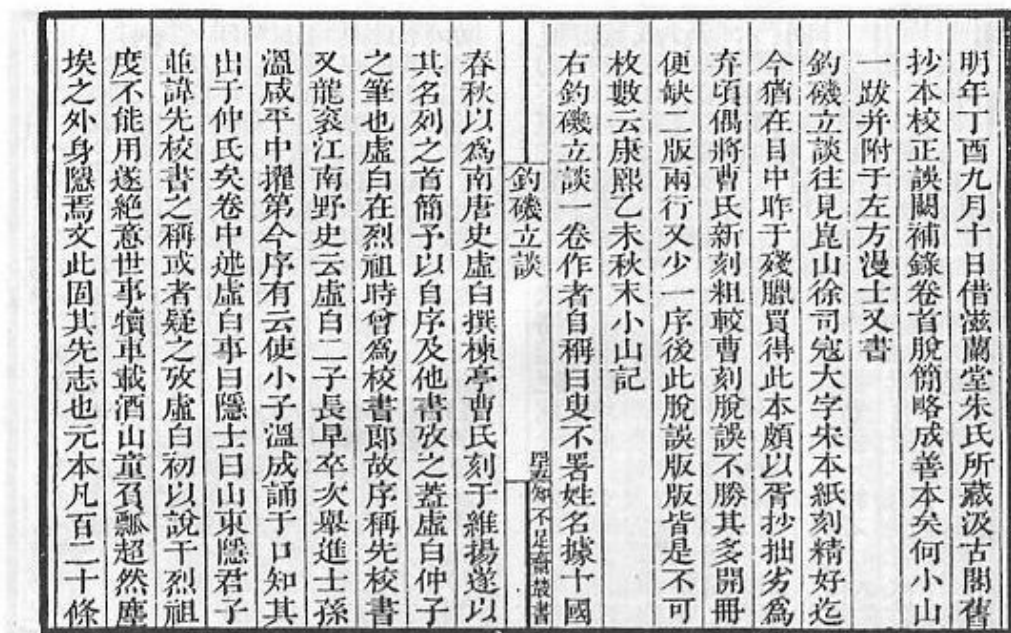 明年丁酉九月十日借滋蘭堂朱氏所藏汲古閣舊
抄本校正誤闕補錄卷首脫簡略成善本矣何小山
一跋并附于左方漫士又書
釣磯立談往見崑山徐司寇大字宋本紙刻精好迄
今猶在目中昨于殘臘買得此本頗以胥抄拙劣為
弃頃偶將曹氏新刻粗較曹刻脫誤不勝其多開冊
便缺二版兩行又少一序後此脫誤版版皆是不可
枚數云康熙乙未秋末小山記
右釣磯立談一卷作者自稱曰叟不署姓名據十國
釣磯立談
知不足齋叢書
春秋以爲南唐史虛白撰楝亭曹氏刻于維揚遂以
其名列之首簡予以自序及他書攷之蓋虛白仲子
之筆也虛白在烈祖時曾爲校書郎故序稱先校書
又龍袞江南野史云虛白二子長早卒次舉進士孫
溫咸平中擢第今序有云使小子溫成誦于口知其
出于仲氏矣卷中述虛白事曰隱士曰山東隱君子
並諱先校書之稱或者疑之攷虛白初以說干烈祖
度不能用遂絕意世事犢車載酒山童負瓢超然塵
埃之外身隱焉文此固其先志也元本凡百二十條